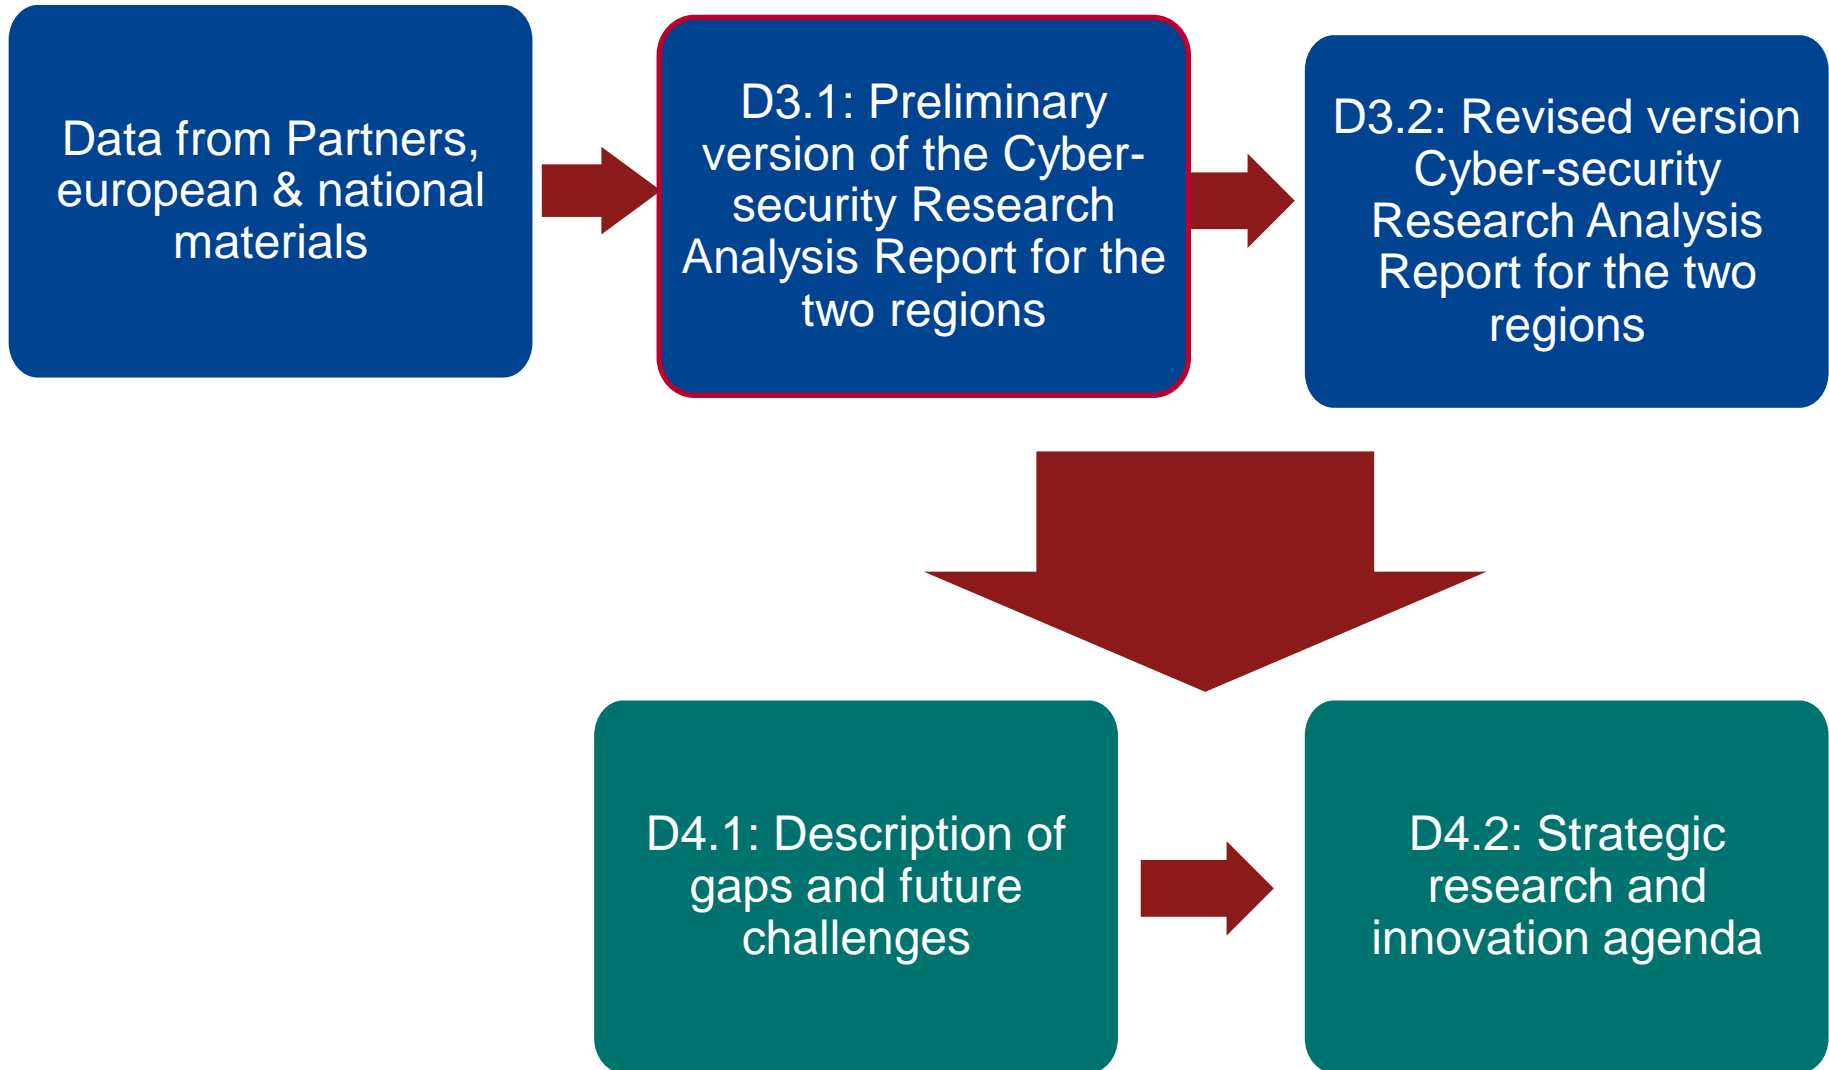 Data from Partners,
european & national
materials
D3.1: Preliminary
version of the Cyber-
security Research
Analysis Report for the
two regions
D3.2: Revised version
Cyber-security
Research Analysis
Report for the two
regions
D4.1: Description of
gaps and future
challenges
D4.2: Strategic
research and
innovation agenda